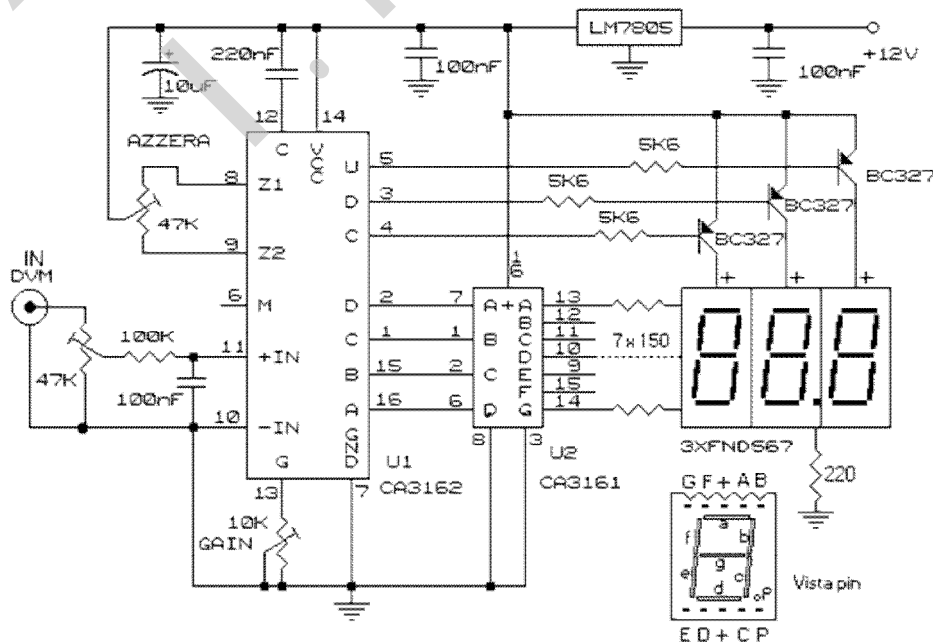 LM7805
+12V
+
10uF
220nF
100nF
100nF
12
14
AZZERA
C
VCC
U
5
5K6
BC327
8
Z1
47K
D
3
5K6
BC327
9
Z2
C
4
5K6
BC327
IN
DVM
6
M
1
6
+
+
+
D
2
7
A
+
A
13
B
12
C
1
1
B
C
11
7x150
D
10
100K
11
+IN
B
15
2
C
E
9
F
15
47K
100nF
A
16
6
D
G
14
10
-IN
GND
8
3
3XFND567
G
U1
U2
13
7
CA3162
CA3161
220
10K
GAIN
G F + A B
a
f
b
g
e
c
d
P
Vista pin
E D + C P